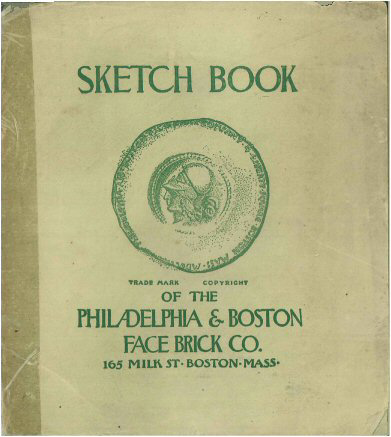 SKETCH BOOK
TRADE MARK COPYRIGHT
OF THE
PHILADELPHIA & BOSTON
FACE BRICK CO.
165 MILK ST · BOSTON · MASS ·